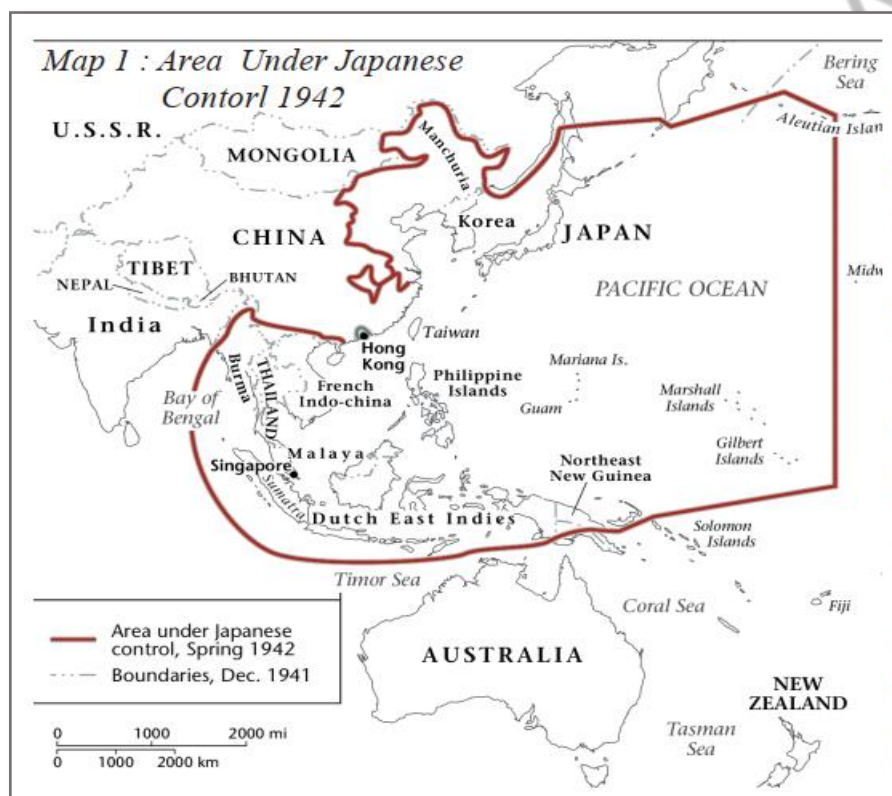 Map 1 : Area Under Japanese
Contorl 1942
Bering
Sea
U.S.S.R.
Aleutian Islan
MONGOLIA
Manchuria
Korea
JAPAN
CHINA
TIBET
NEPAL
BHUTAN
Midw
PACIFIC OCEAN
India
Taiwan
Hong
Kong
Burma
THAILAND
French
Indo-china
Philippine
Islands
Mariana Is.
Guam
Marshall
Islands
Bay of
Bengal
Gilbert
Islands
Malaya
Singapore
Sumatra
Northeast
New Guinea
Dutch East Indies
Solomon
Islands
Timor Sea
Coral Sea
Fiji
Area under Japanese
control, Spring 1942
Boundaries, Dec. 1941
AUSTRALIA
NEW
ZEALAND
Tasman
Sea
0 1000 2000 mi
0 1000 2000 km